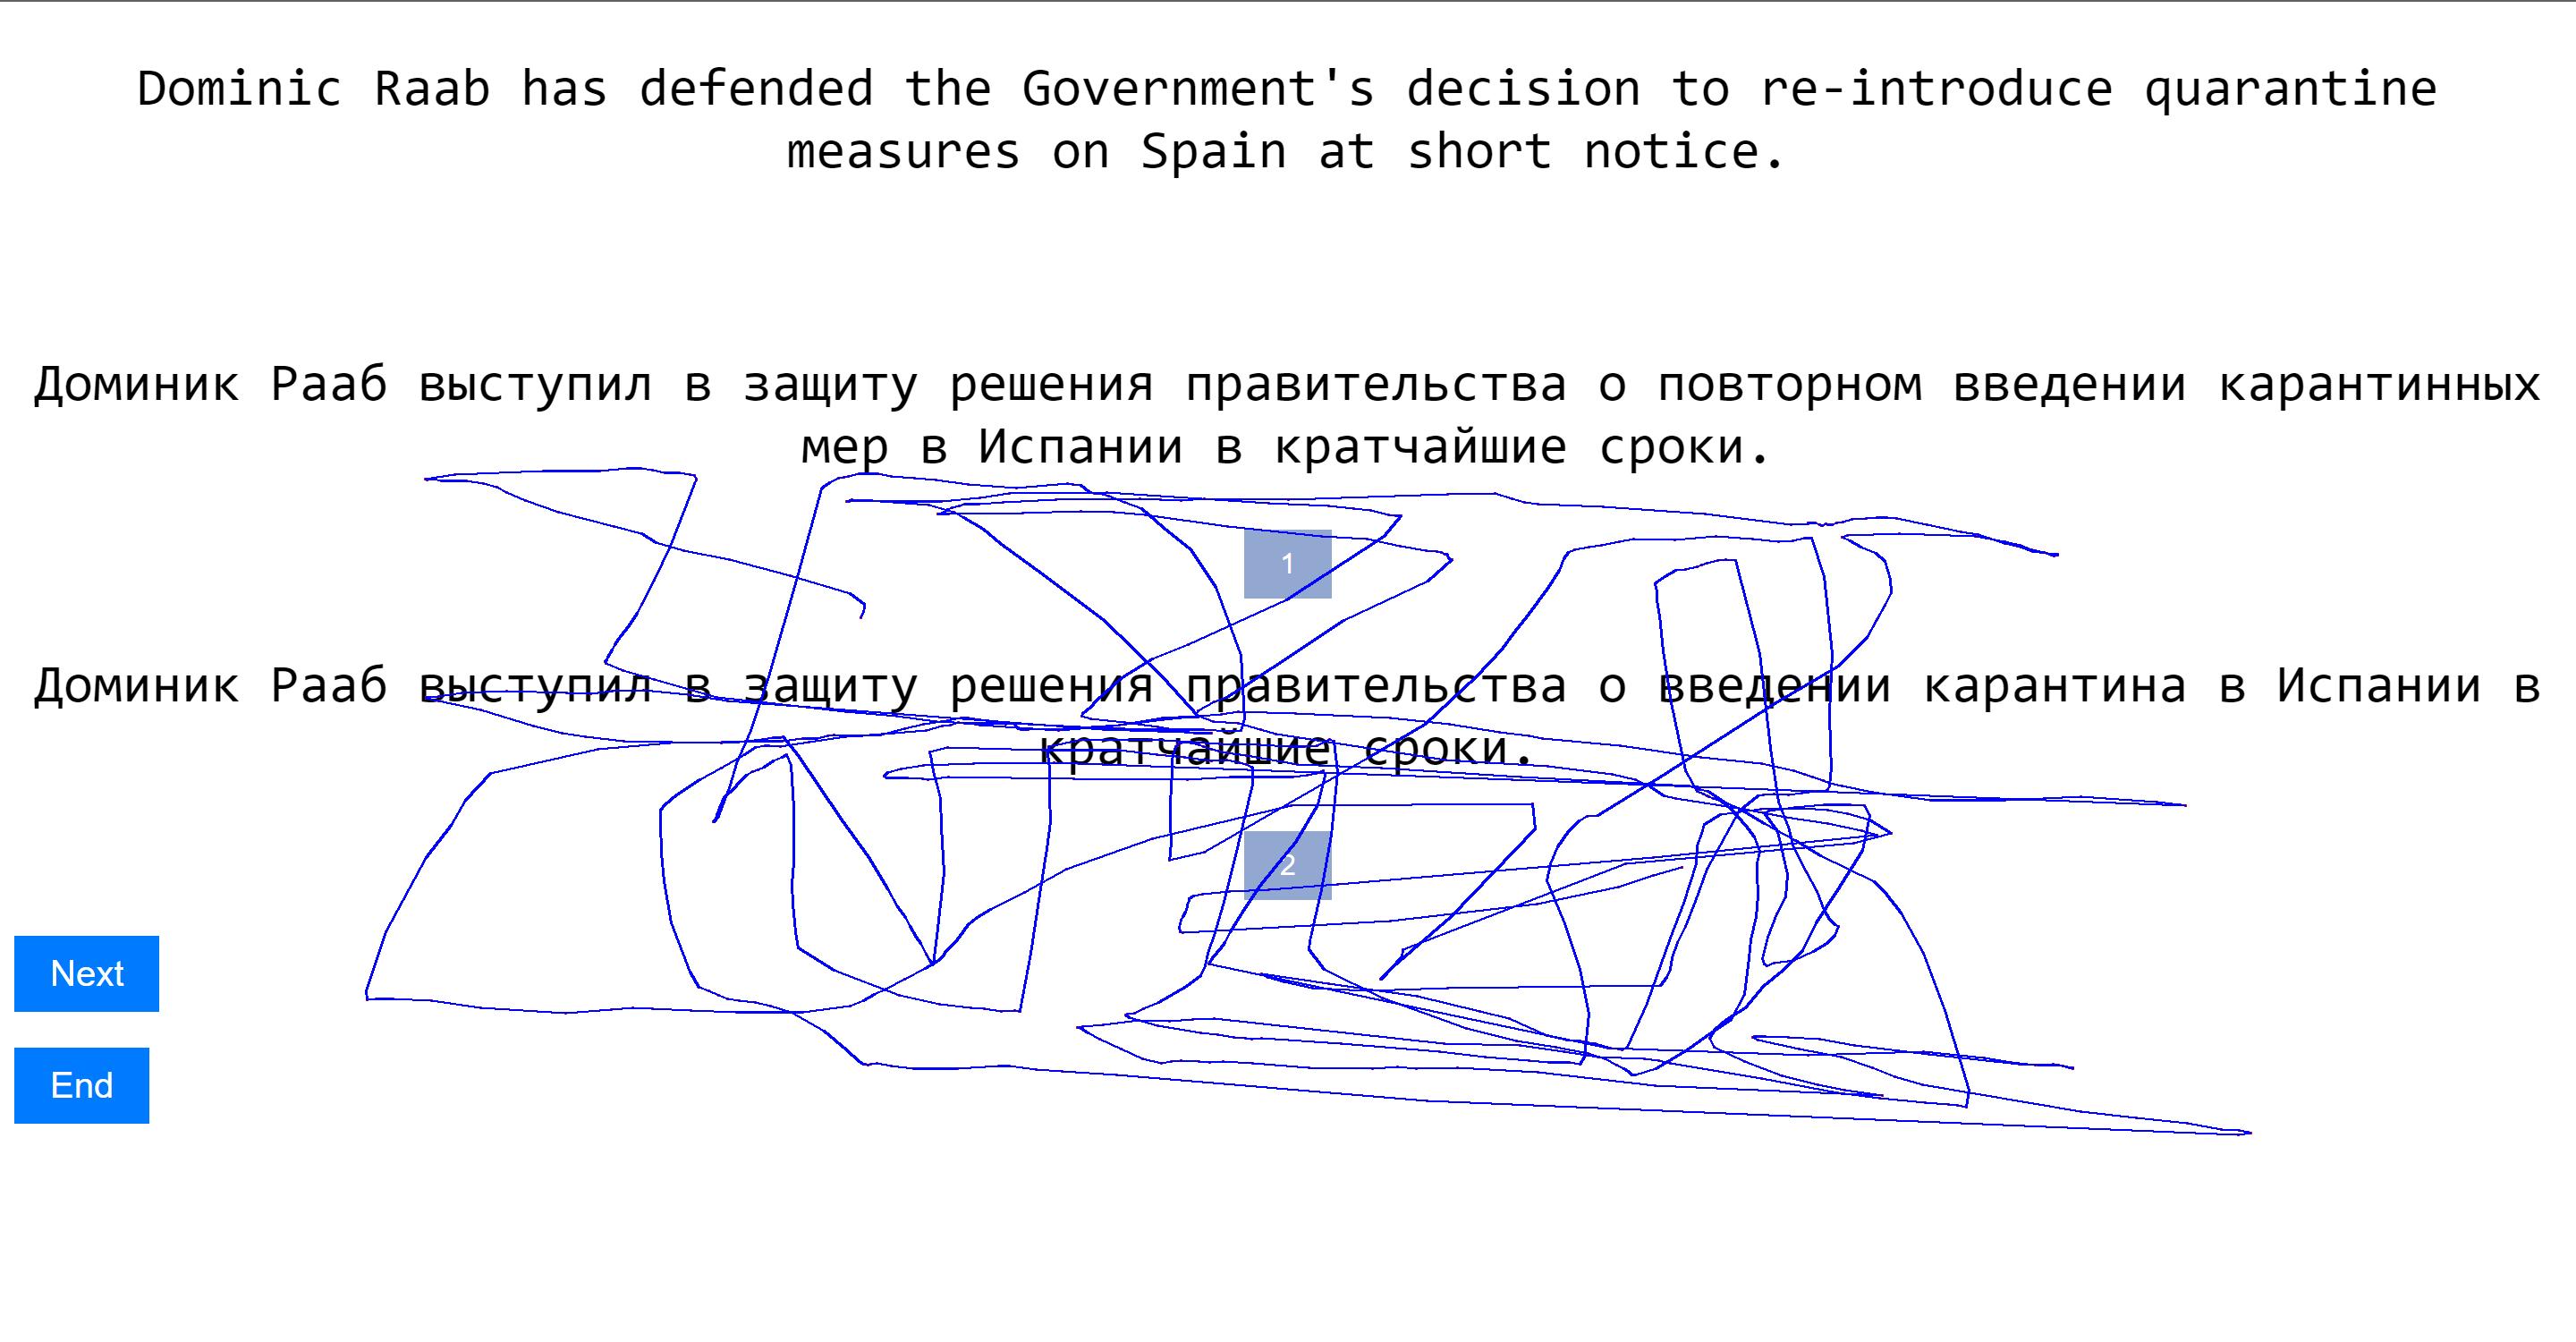 Dominic Raab has defended the Government's decision to re-introduce quarantine
measures on Spain at short notice.
Доминик Рааб выступил в защиту решения правительства о повторном введении карантинных
мер в Испании в кратчайшие сроки.
1
Доминик Рааб выступил в защиту решения правительства о введении карантина в Испании в
кратчайшие сроки.
2
Next
End